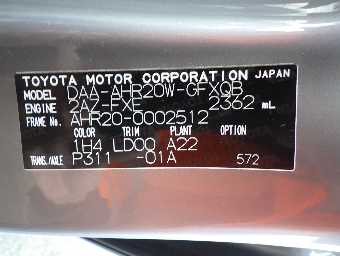 TOYOTA MOTOR CORPORATION JAPAN
MODEL DAA-AHR20W-GFXQB
ENGINE 2AZ-FXE 2362 mL
FRAME No. AHR20-0002512
COLOR TRIM PLANT OPTION
1H4 LD00 A22
TRANS./AXLE P311 -01A 572